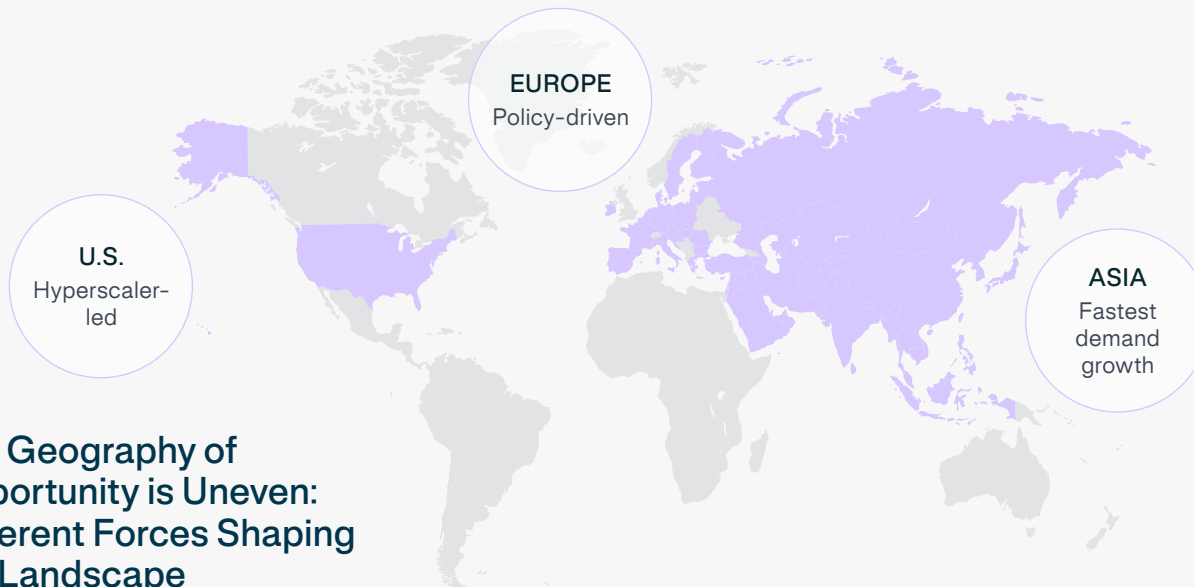 EUROPE
Policy-driven
U.S.
Hyperscaler-
led
ASIA
Fastest
demand
growth
Geography of
is Uneven:
Forces Shaping
Landscape